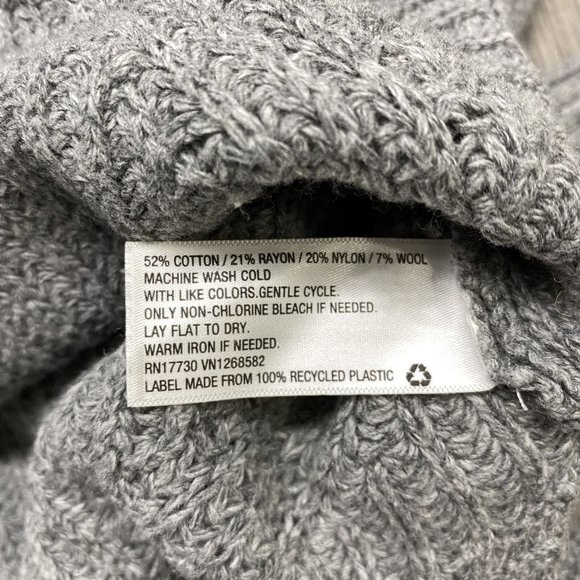 52% COTTON / 21% RAYON / 20% NYLON / 7% WOOL
MACHINE WASH COLD
WITH LIKE COLORS.GENTLE CYCLE.
ONLY NON-CHLORINE BLEACH IF NEEDED.
LAY FLAT TO DRY.
WARM IRON IF NEEDED.
RN17730 VN1268582
LABEL MADE FROM 100% RECYCLED PLASTIC